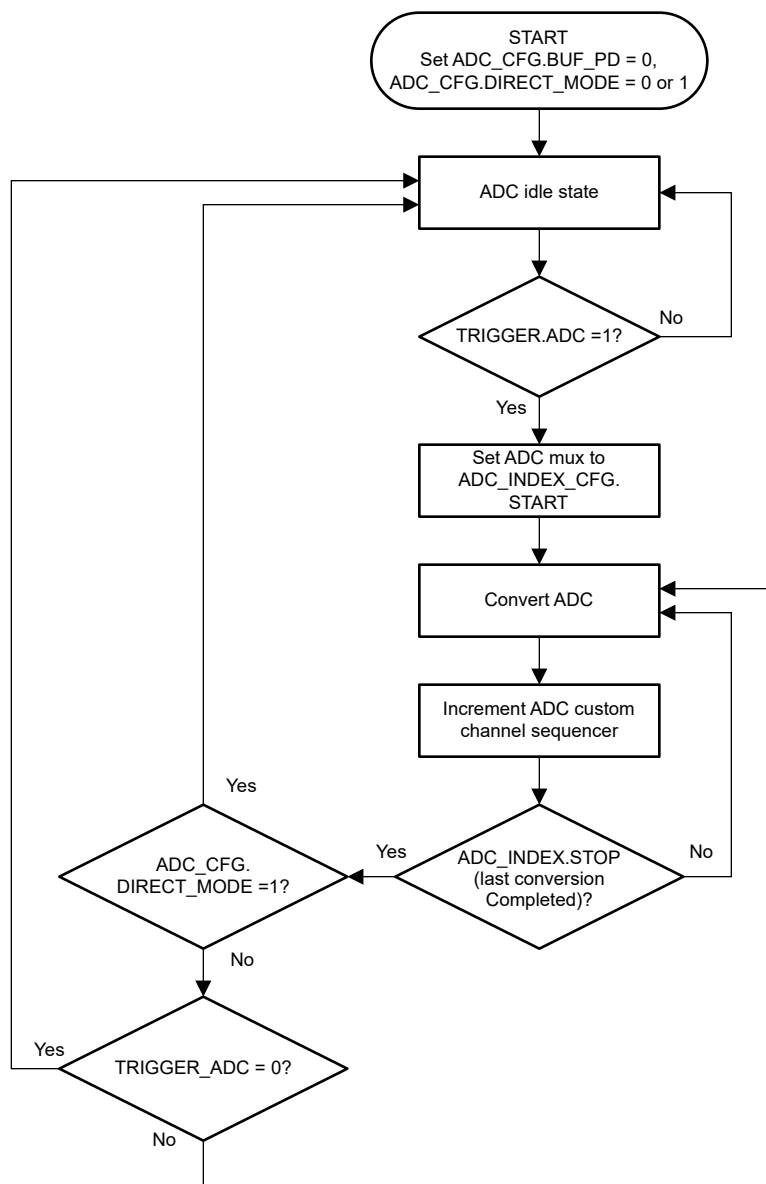 START
Set ADC_CFG.BUF_PD = 0,
ADC_CFG.DIRECT_MODE = 0 or 1
ADC idle state
TRIGGER.ADC =1?
No
Yes
Set ADC mux to
ADC_INDEX_CFG.
START
Convert ADC
Increment ADC custom
channel sequencer
ADC_INDEX.STOP
(last conversion
Completed)?
No
Yes
ADC_CFG.
DIRECT_MODE =1?
Yes
No
TRIGGER_ADC = 0?
Yes
No